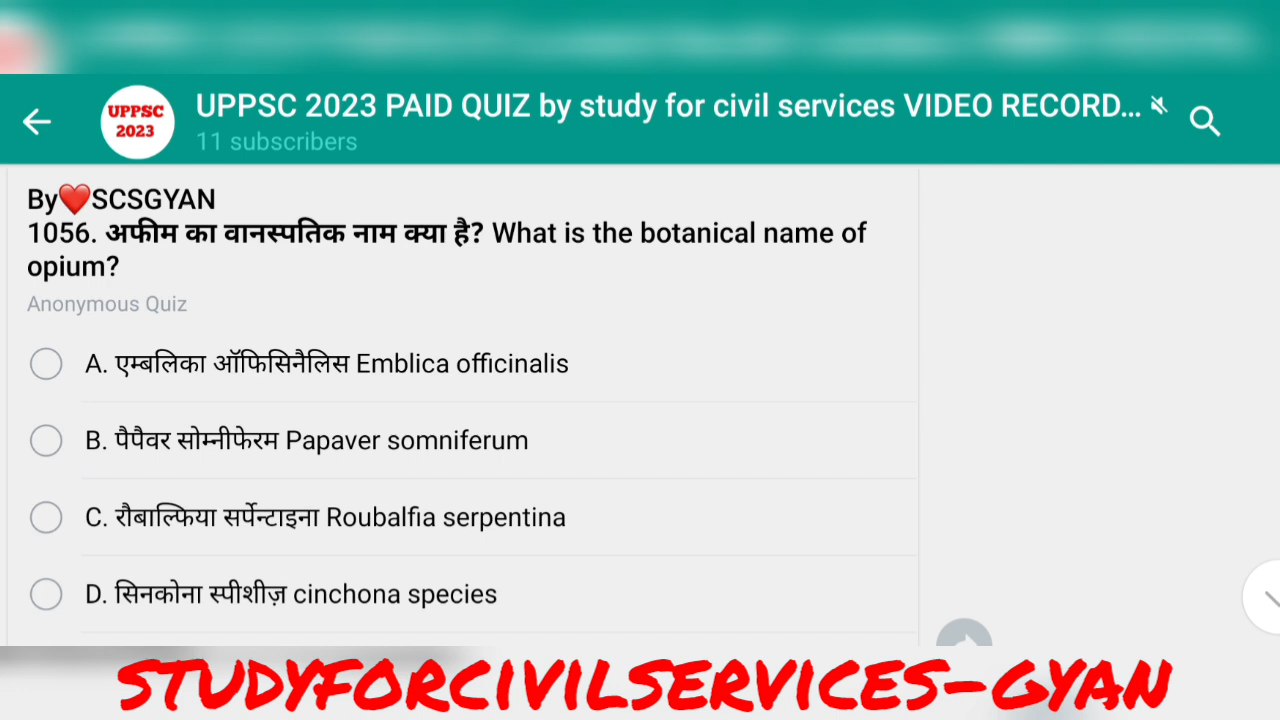 UPPSC
2023
UPPSC 2023 PAID QUIZ by study for civil services VIDEO RECORD...
11 subscribers
By❤️SCSGYAN
1056. अफीम का वानस्पतिक नाम क्या है? What is the botanical name of
opium?
Anonymous Quiz
A. एम्बलिका ऑफिसिनैलिस Emblica officinalis
B. पैपैवर सोम्नीफेरम Papaver somniferum
C. रौबाल्फिया सर्पेन्टाइना Roubalfia serpentina
D. सिनकोना स्पीशीज़ cinchona species
STUDYFORCIVILSERVICES-GYAN